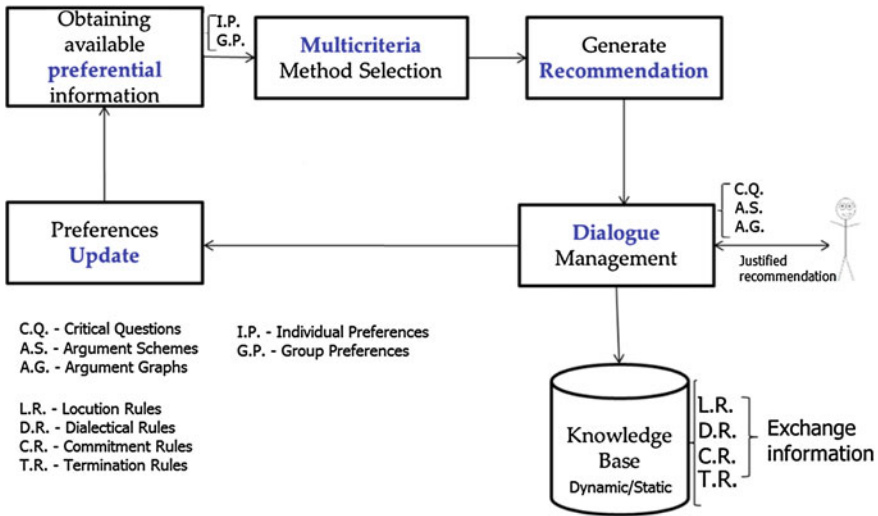 Obtaining
available
preferential
information
I.P.
G.P.
Multicriteria
Method Selection
Generate
Recommendation
Preferences
Update
Dialogue
Management
C.Q.
A.S.
A.G.
Justified
recommendation
C.Q. - Critical Questions
A.S. - Argument Schemes
A.G. - Argument Graphs
I.P. - Individual Preferences
G.P. - Group Preferences
L.R. - Locution Rules
D.R. - Dialectical Rules
C.R. - Commitment Rules
T.R. - Termination Rules
Knowledge
Base
Dynamic/Static
L.R.
D.R.
C.R.
T.R.
Exchange
information